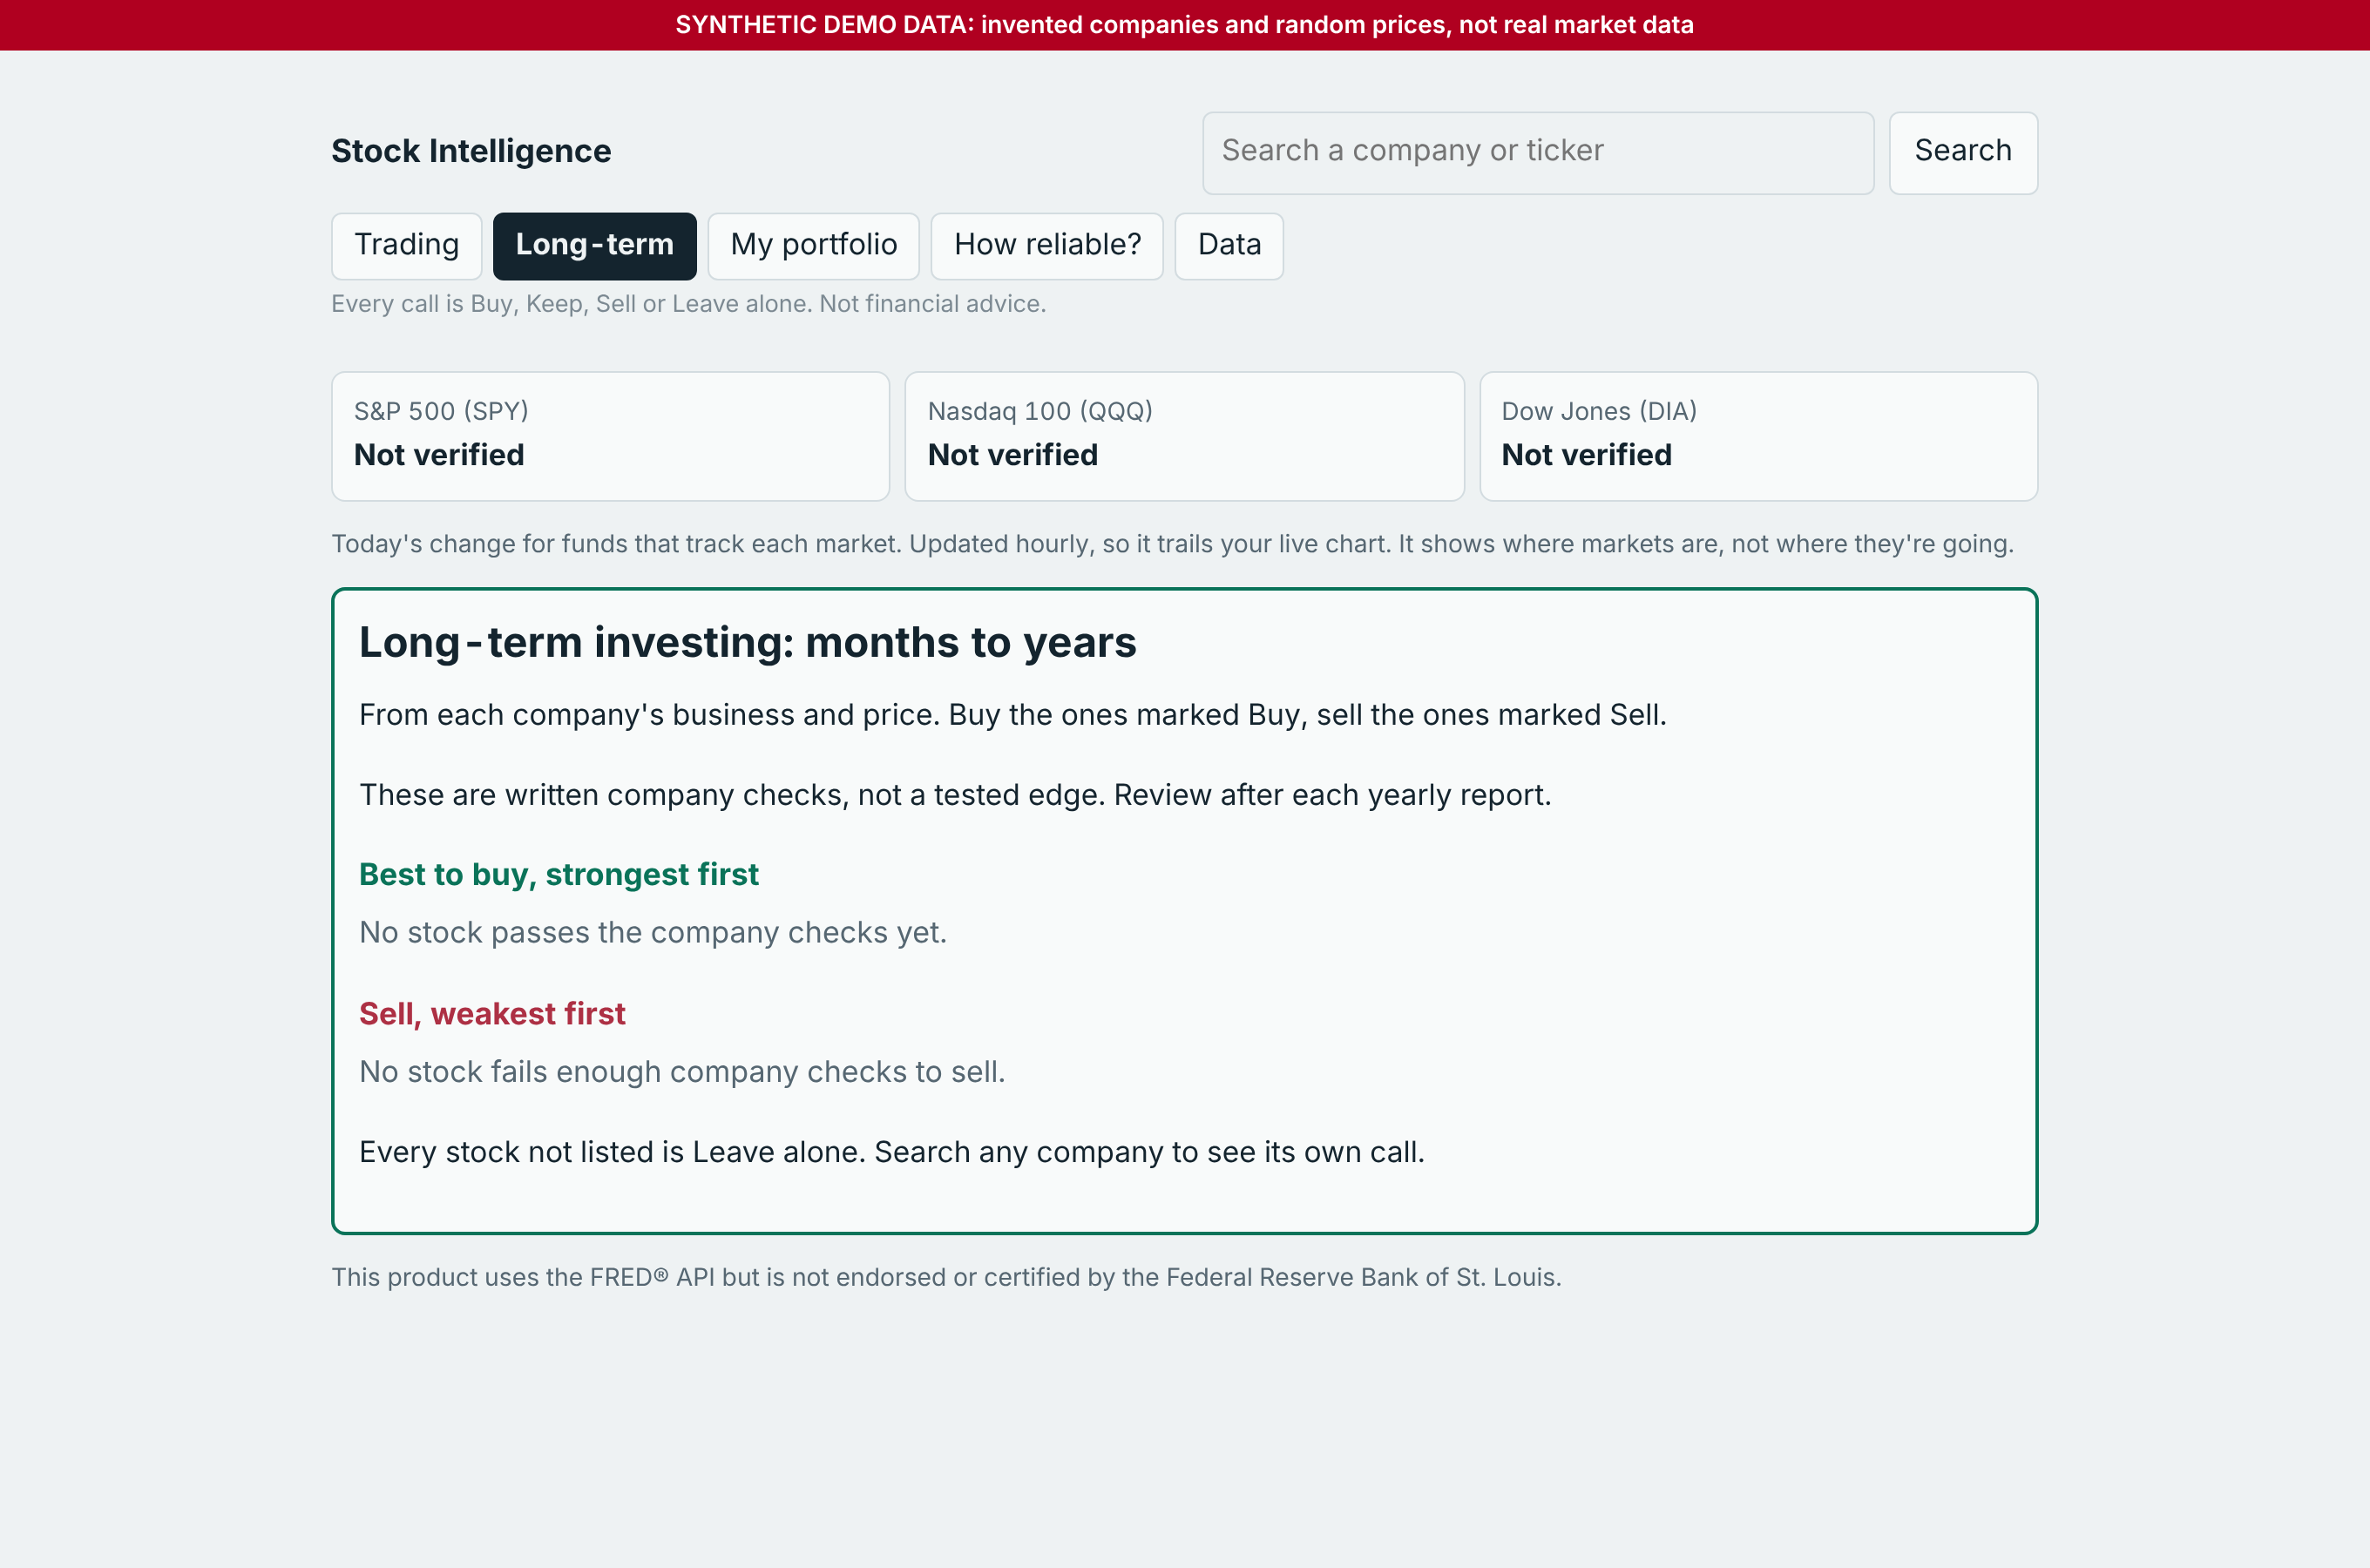 SYNTHETIC DEMO DATA: invented companies and random prices, not real market data
Stock Intelligence
Search a company or ticker
Search
Trading
Long-term
My portfolio
How reliable?
Data
Every call is Buy, Keep, Sell or Leave alone. Not financial advice.
S&P 500 (SPY)
Not verified
Nasdaq 100 (QQQ)
Not verified
Dow Jones (DIA)
Not verified
Today's change for funds that track each market. Updated hourly, so it trails your live chart. It shows where markets are, not where they're going.
Long-term investing: months to years
From each company's business and price. Buy the ones marked Buy, sell the ones marked Sell.
These are written company checks, not a tested edge. Review after each yearly report.
Best to buy, strongest first
No stock passes the company checks yet.
Sell, weakest first
No stock fails enough company checks to sell.
Every stock not listed is Leave alone. Search any company to see its own call.
This product uses the FRED® API but is not endorsed or certified by the Federal Reserve Bank of St. Louis.